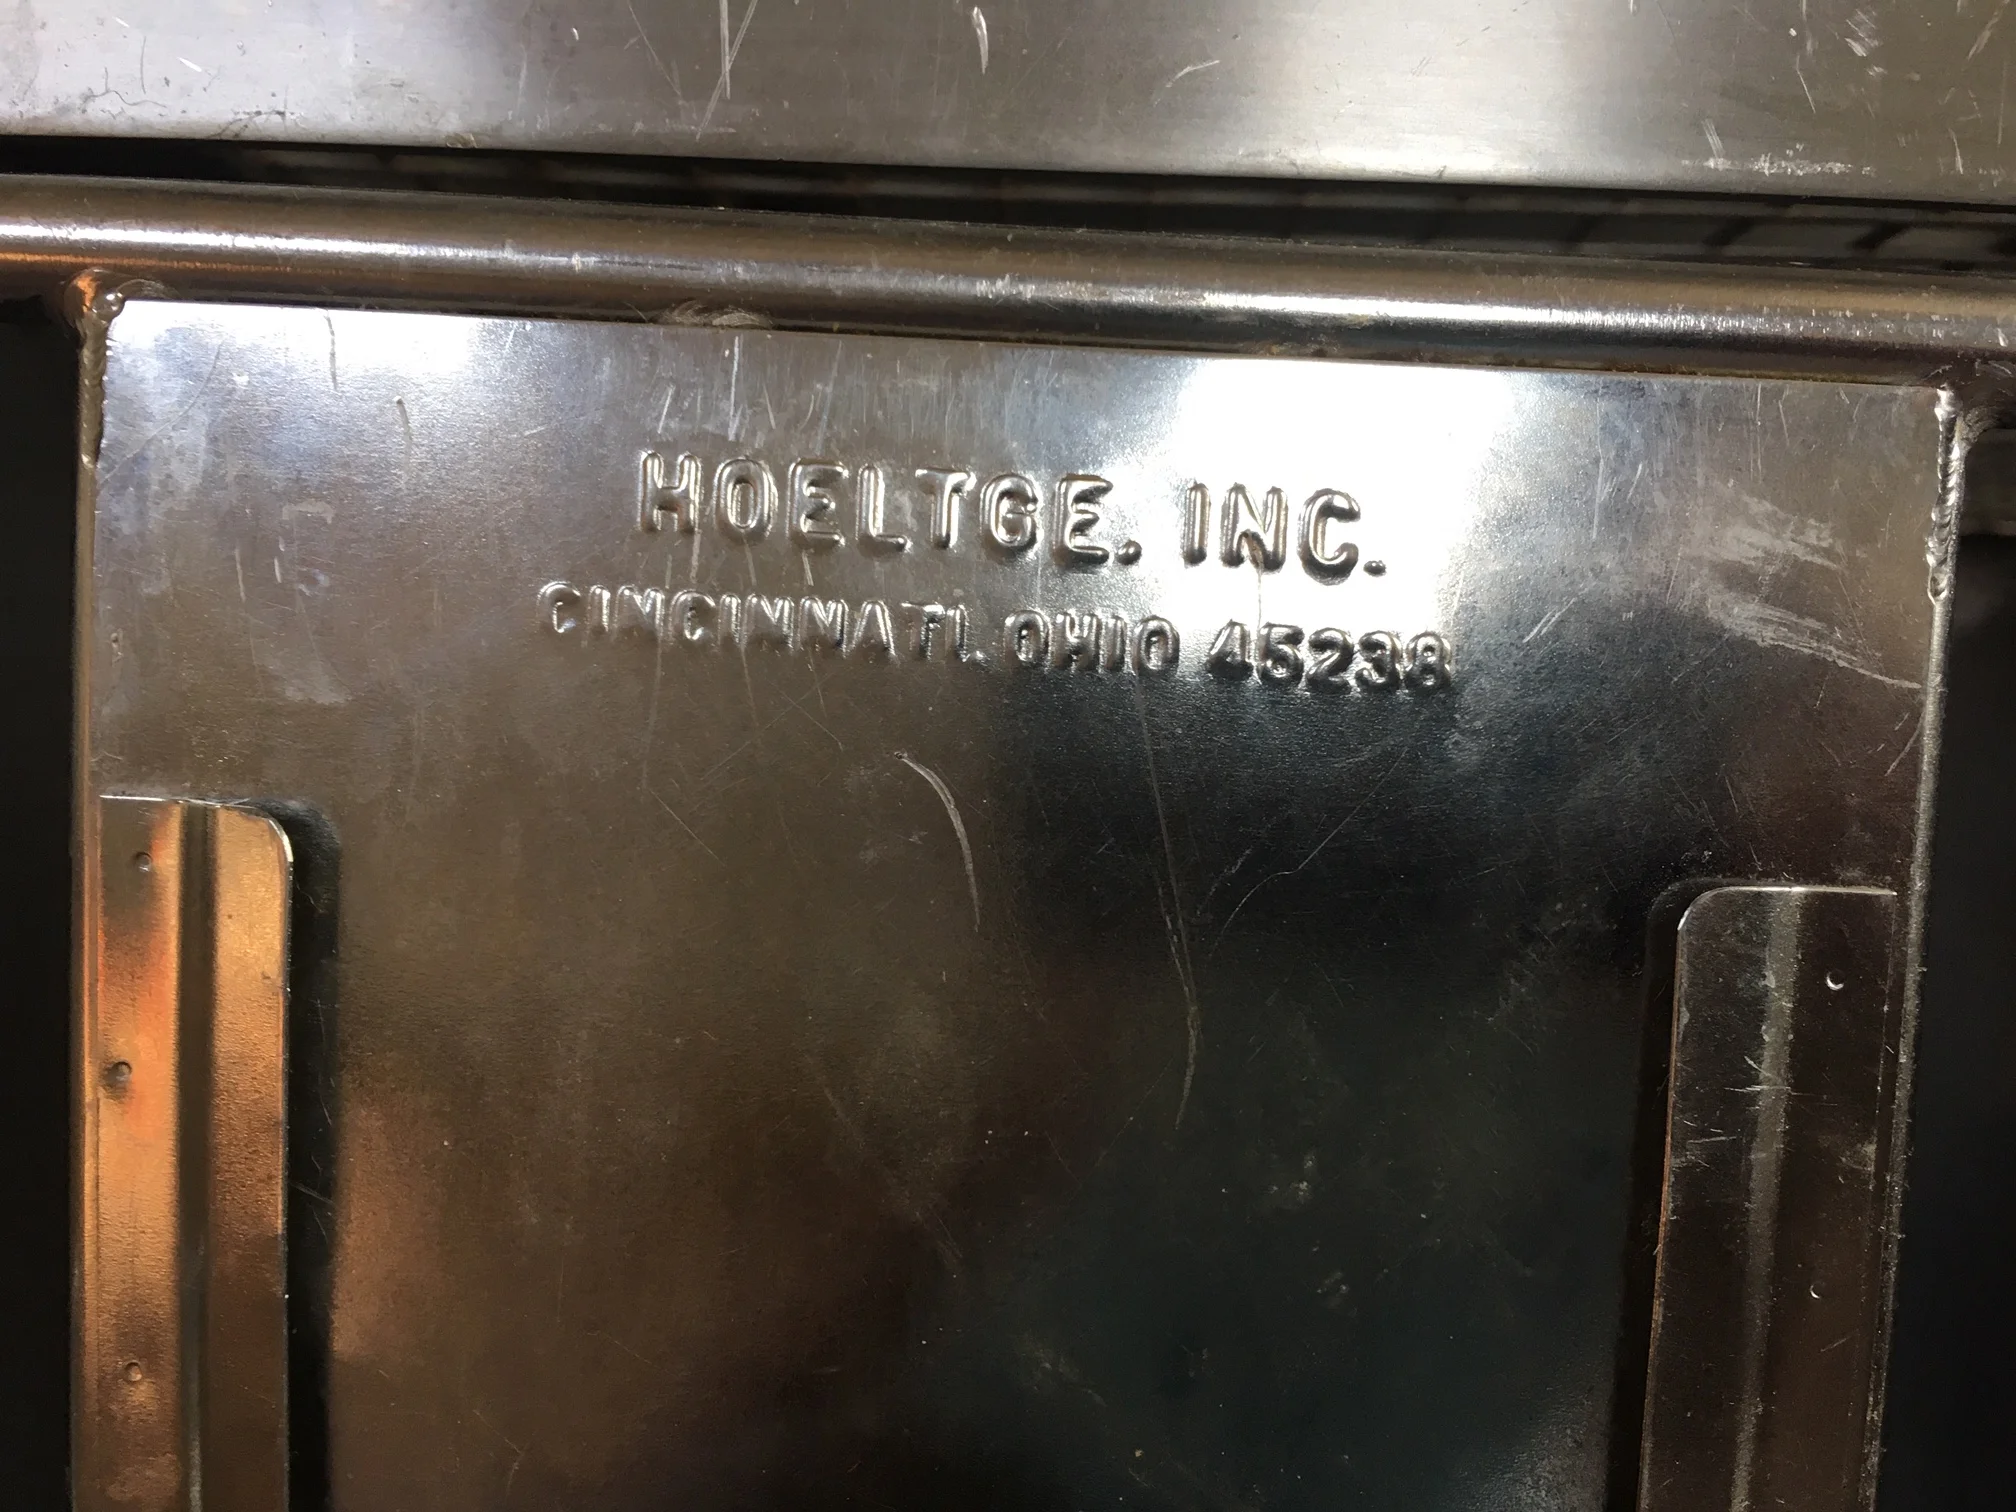 HOELTGE, INC.
CINCINNATI, OHIO 45238